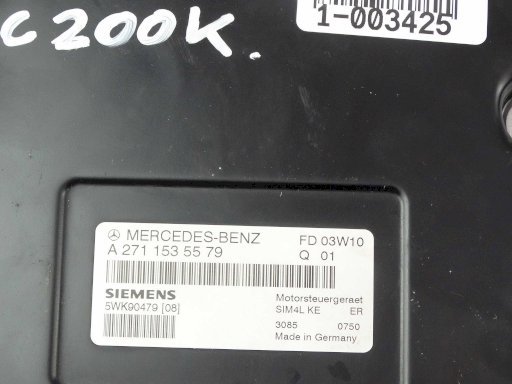 C200K.
1-003425
MERCEDES-BENZ FD 03W10
A 271 153 55 79 Q 01
SIEMENS Motorsteuergeraet
5WK90479 [08] SIM4L KE ER
3085 0750
Made in Germany